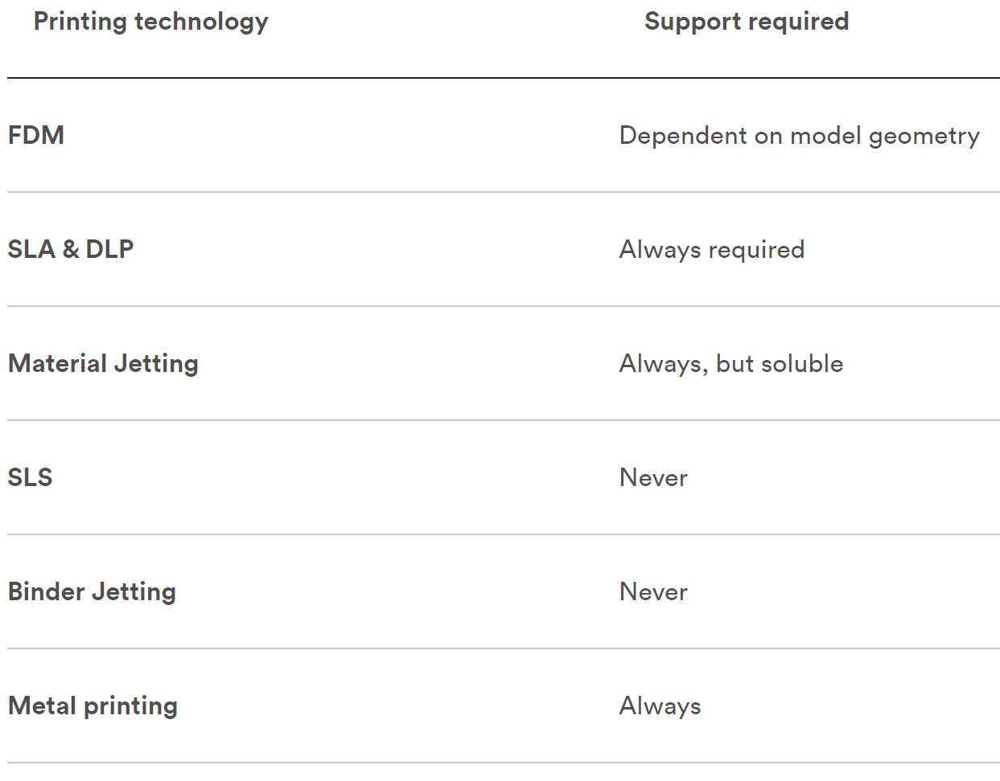 Printing technology Support required
FDM Dependent on model geometry
SLA & DLP Always required
Material Jetting Always, but soluble
SLS Never
Binder Jetting Never
Metal printing Always